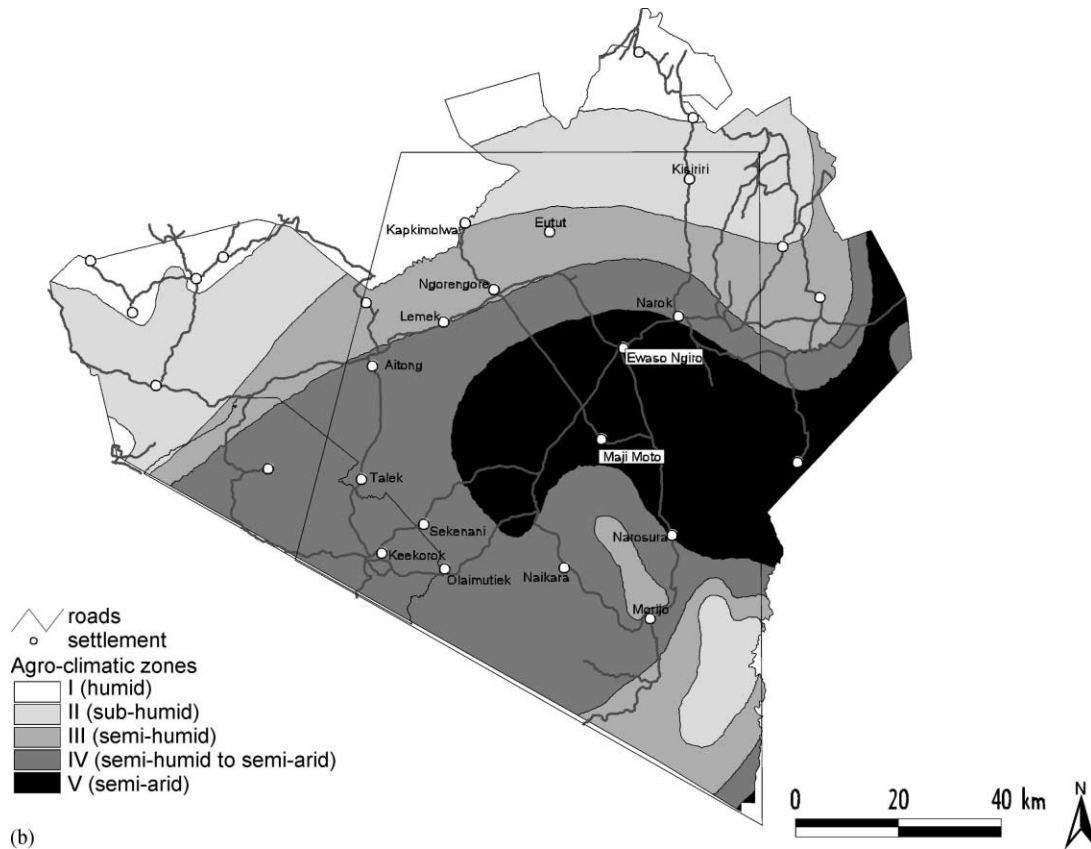 Kisiriri
Kapkimolwa
Eutut
Ngorengore
Narok
Lemek
Ewaso Ngiro
Aitong
Maji Moto
Talek
Sekenani
Narosura
Keekorok
Olaimutiek
Naikara
Morijo
roads
settlement
Agro-climatic zones
I (humid)
II (sub-humid)
III (semi-humid)
IV (semi-humid to semi-arid)
V (semi-arid)
0 20 40 km
N
(b)